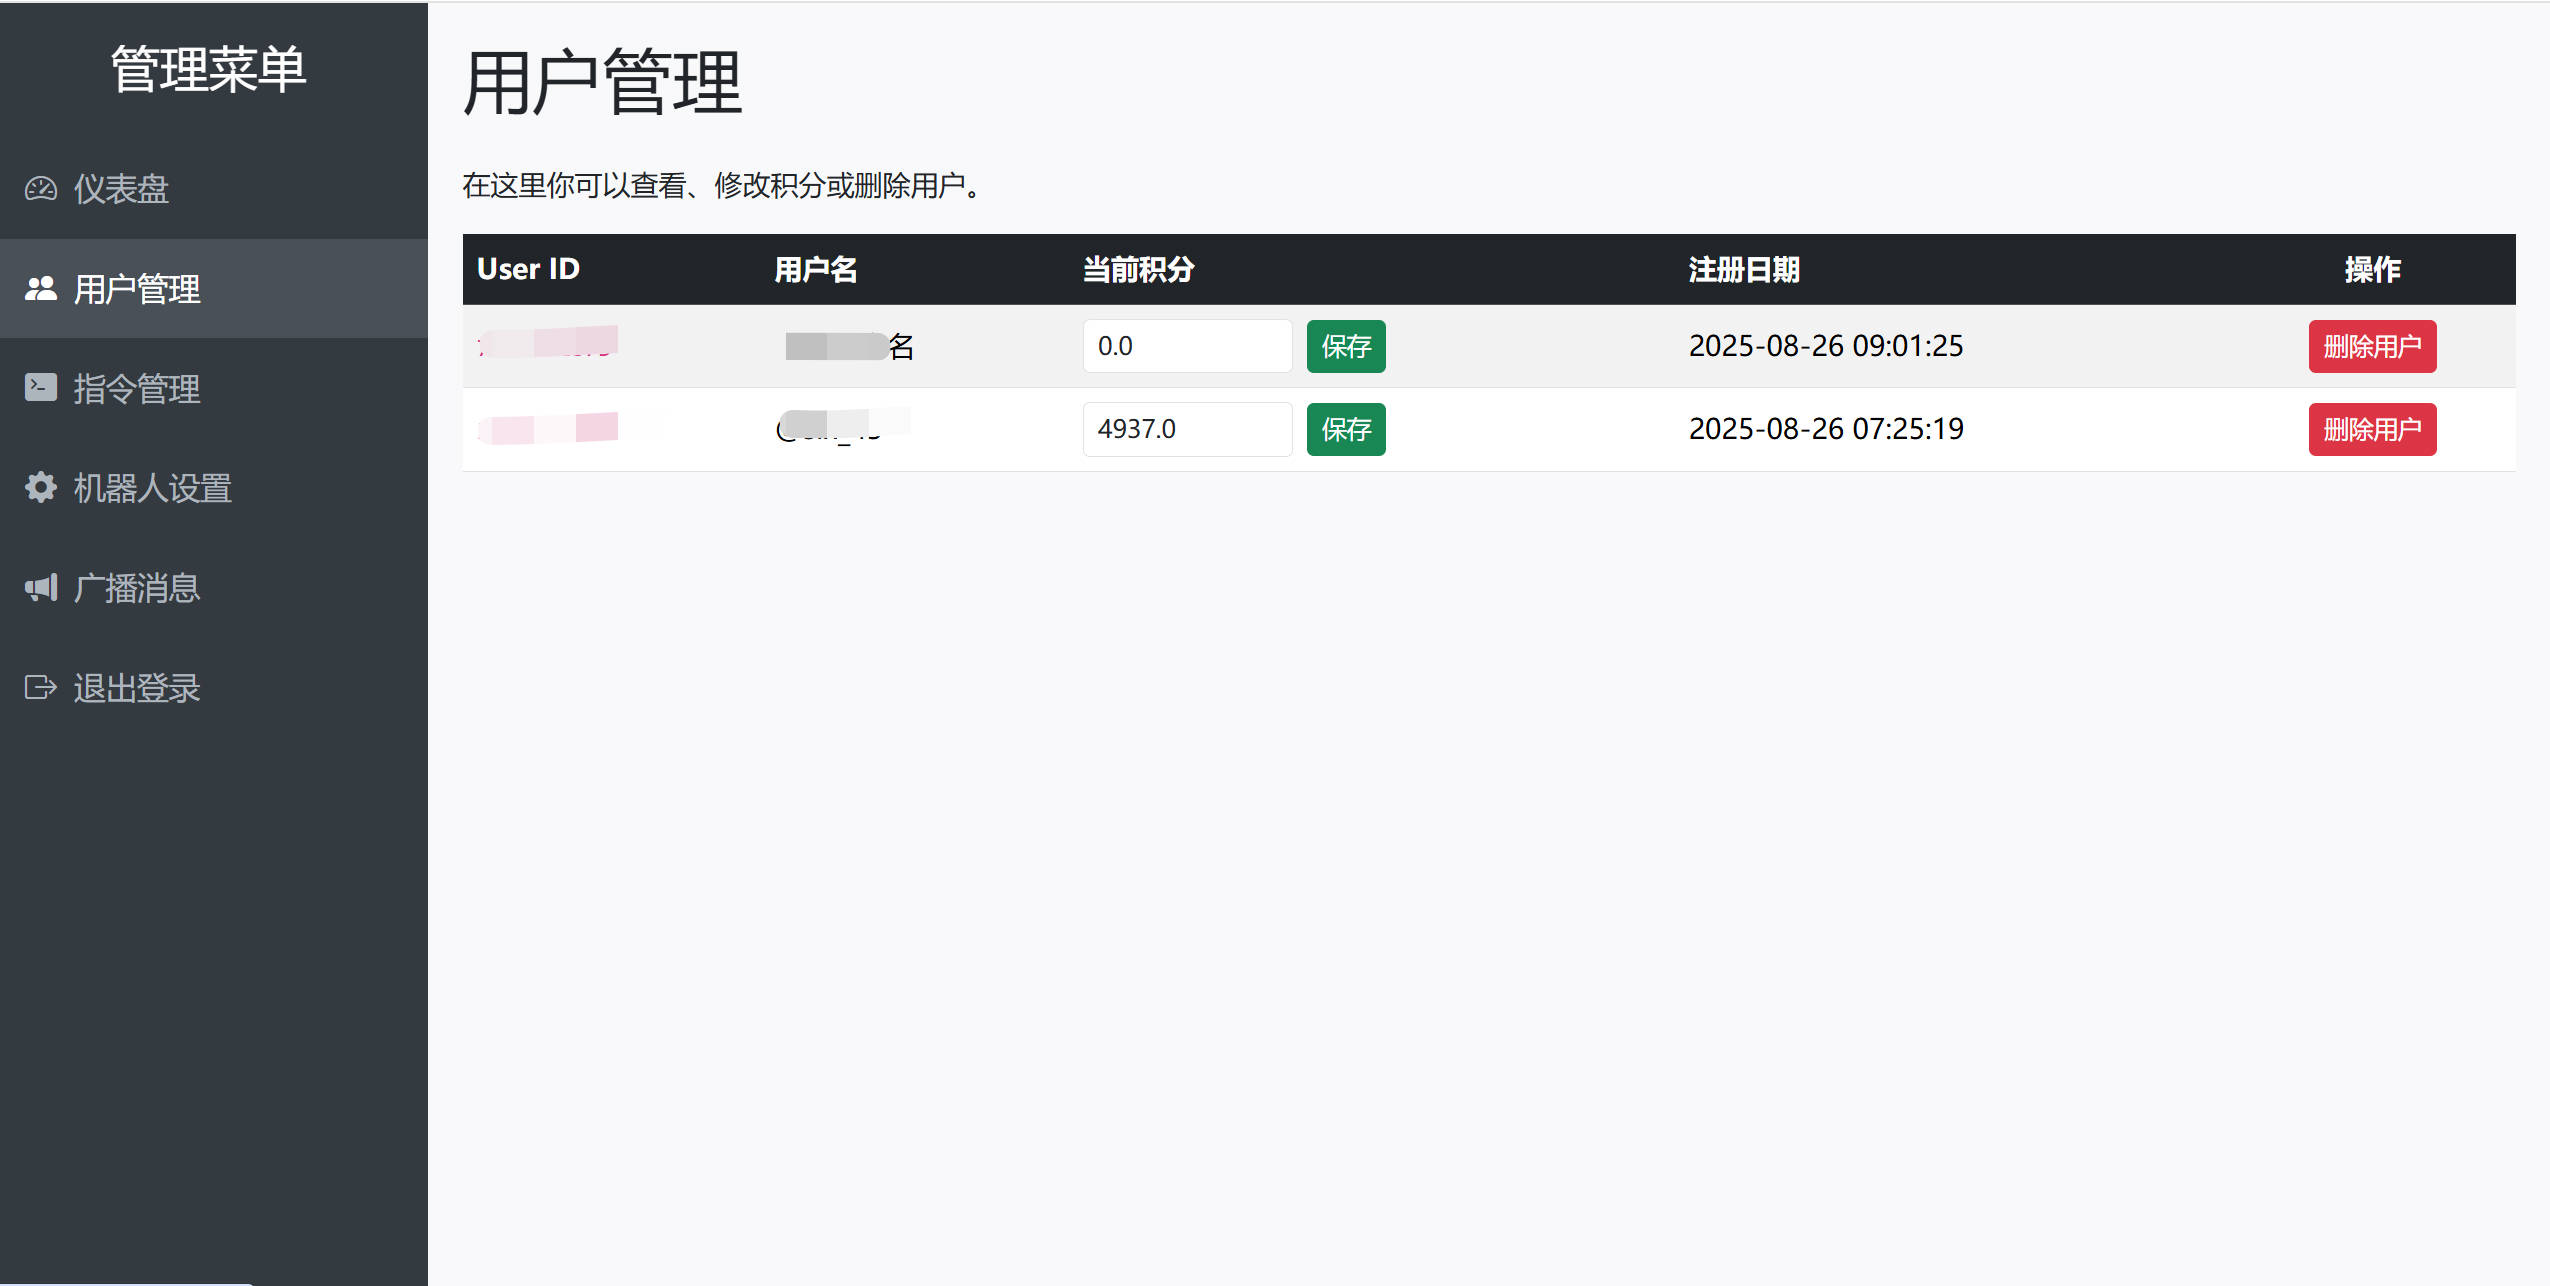 管理菜单
仪表盘
用户管理
指令管理
机器人设置
广播消息
退出登录
用户管理
在这里你可以查看、修改积分或删除用户。
User ID 用户名 当前积分 注册日期 操作
名 0.0 保存 2025-08-26 09:01:25 删除用户
4937.0 保存 2025-08-26 07:25:19 删除用户